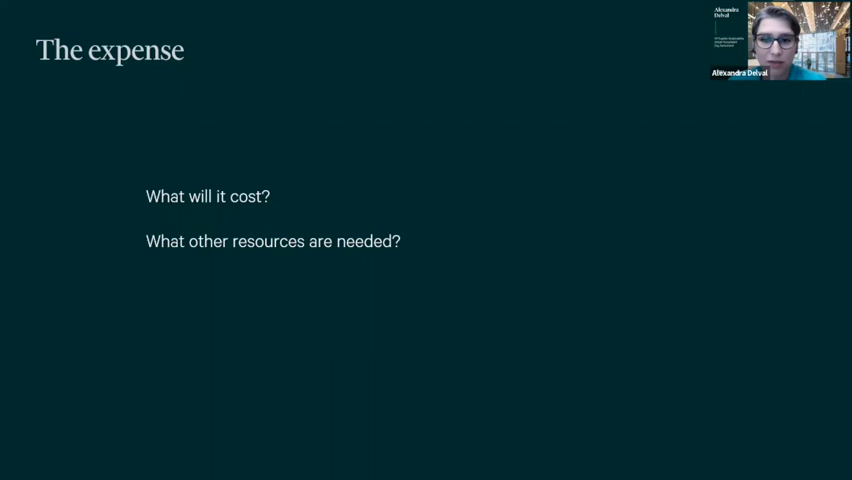 The expense
What will it cost?
What other resources are needed?
Alexandra
Delval
Alexandra Delval